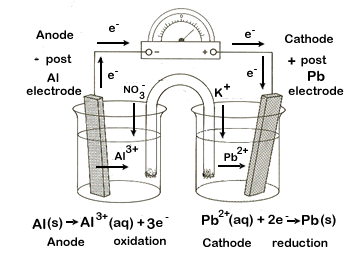 Anode
- post
Al
electrode
e⁻
e⁻
0
o - + o
e⁻
e⁻
Cathode
+ post
Pb
electrode
NO₃⁻
K⁺
Al³⁺
Pb²⁺
Al(s) → Al³⁺(aq) + 3e⁻
Anode oxidation
Pb²⁺(aq) + 2e⁻ → Pb(s)
Cathode reduction